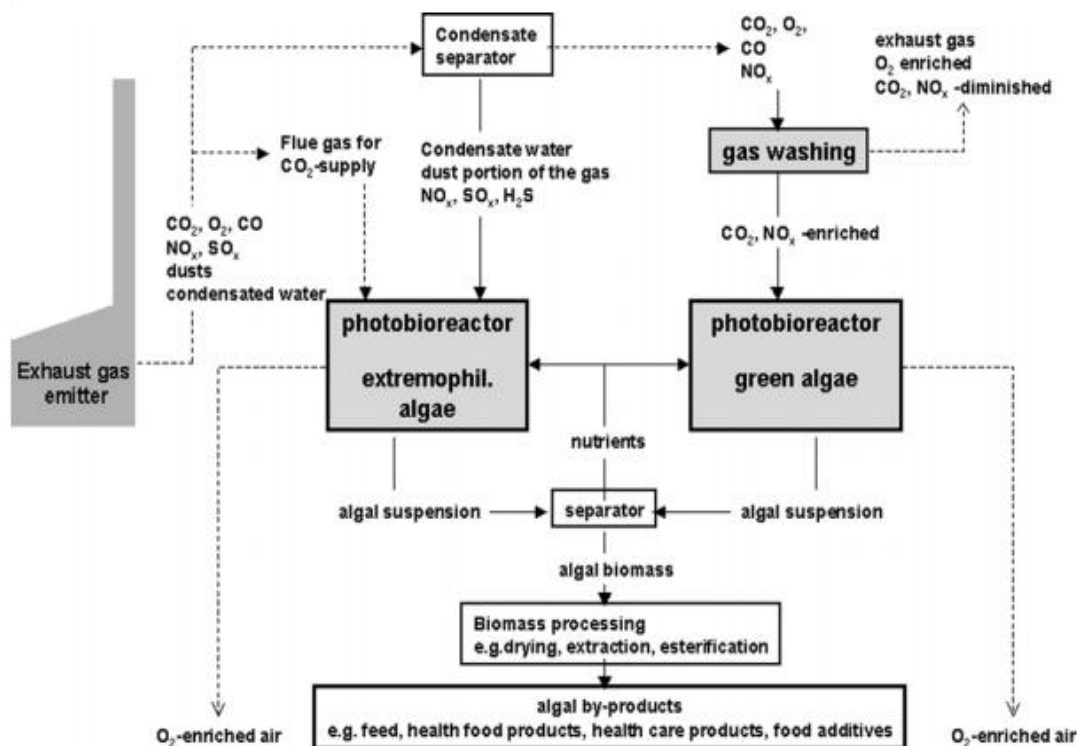 Condensate
separator
CO₂, O₂,
CO
NOₓ
exhaust gas
O₂ enriched
CO₂, NOₓ -diminished
Flue gas for
CO₂-supply
Condensate water
dust portion of the gas
NOₓ, SOₓ, H₂S
gas washing
CO₂, O₂, CO
NOₓ, SOₓ
dusts
condensated water
CO₂, NOₓ -enriched
Exhaust gas
emitter
photobioreactor
extremophil.
algae
photobioreactor
green algae
nutrients
algal suspension
separator
algal suspension
algal biomass
Biomass processing
e.g.drying, extraction, esterification
algal by-products
e.g. feed, health food products, health care products, food additives
O₂-enriched air
O₂-enriched air